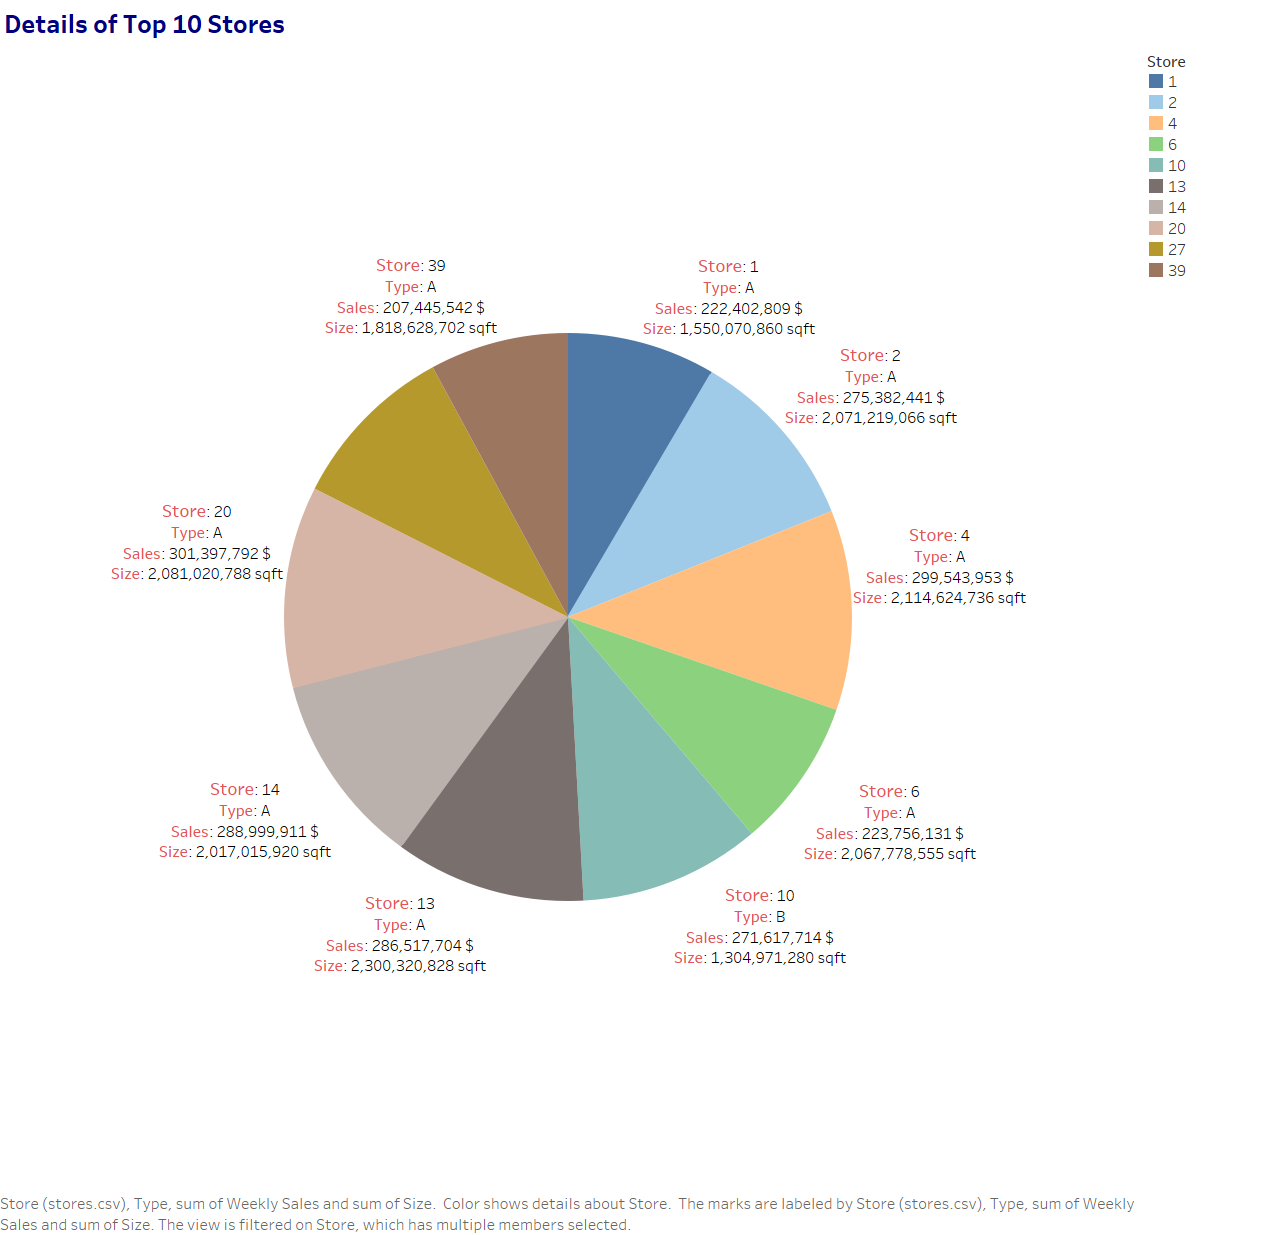 Details of Top 10 Stores
Store
1
2
4
6
10
13
14
20
27
39
Store: 39
Type: A
Sales: 207,445,542 $
Size: 1,818,628,702 sqft
Store: 1
Type: A
Sales: 222,402,809 $
Size: 1,550,070,860 sqft
Store: 2
Type: A
Sales: 275,382,441 $
Size: 2,071,219,066 sqft
Store: 20
Type: A
Sales: 301,397,792 $
Size: 2,081,020,788 sqft
Store: 4
Type: A
Sales: 299,543,953 $
Size: 2,114,624,736 sqft
Store: 14
Type: A
Sales: 288,999,911 $
Size: 2,017,015,920 sqft
Store: 6
Type: A
Sales: 223,756,131 $
Size: 2,067,778,555 sqft
Store: 13
Type: A
Sales: 286,517,704 $
Size: 2,300,320,828 sqft
Store: 10
Type: B
Sales: 271,617,714 $
Size: 1,304,971,280 sqft
Store (stores.csv), Type, sum of Weekly Sales and sum of Size.  Color shows details about Store.  The marks are labeled by Store (stores.csv), Type, sum of Weekly
Sales and sum of Size. The view is filtered on Store, which has multiple members selected.